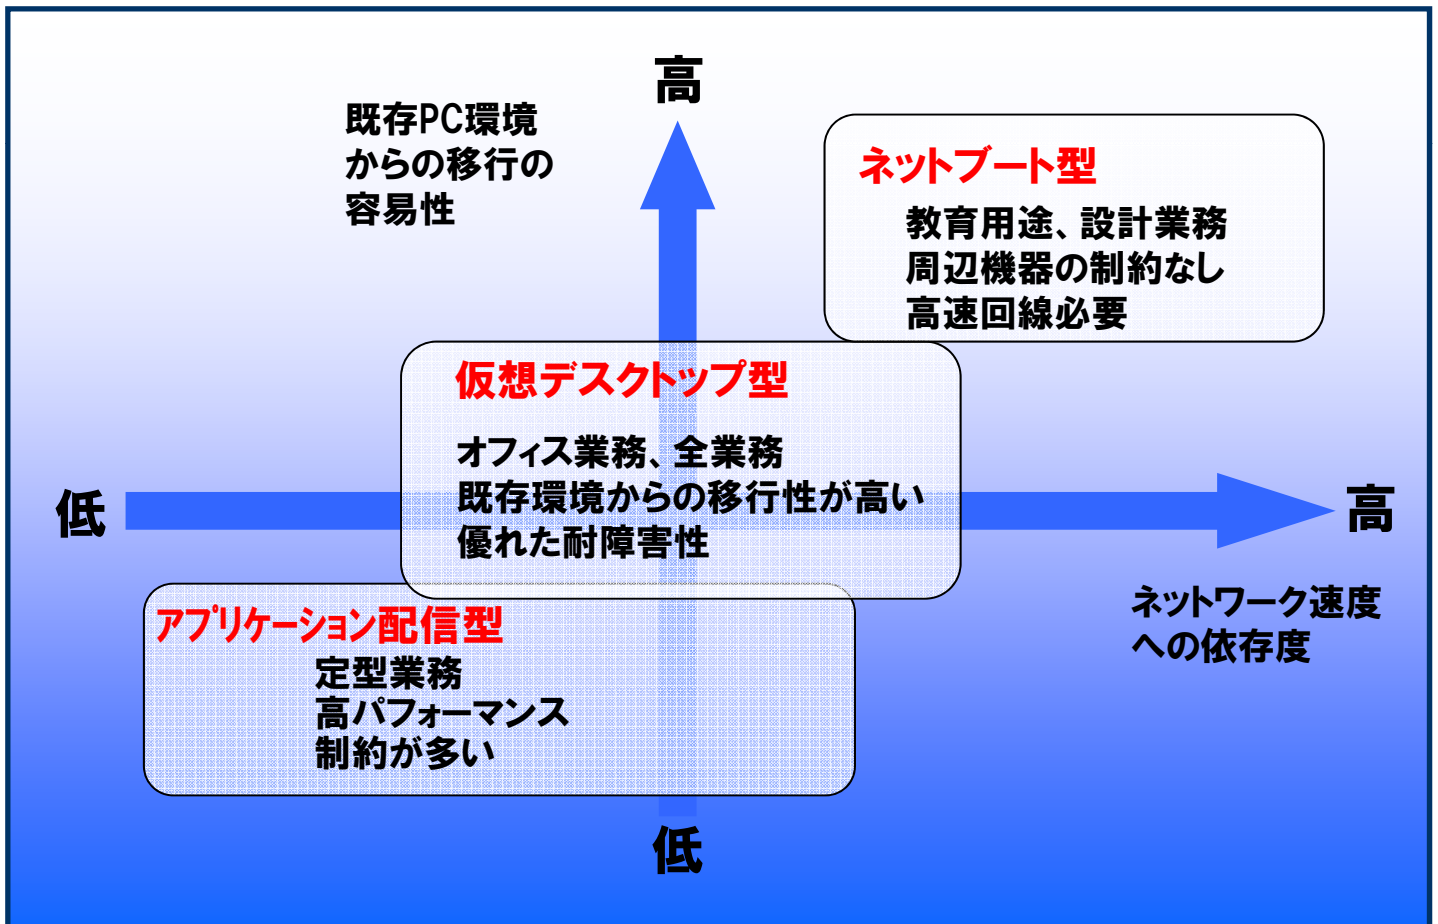 高
既存PC環境
からの移行の
容易性
ネットブート型
教育用途、設計業務
周辺機器の制約なし
高速回線必要
仮想デスクトップ型
オフィス業務、全業務
既存環境からの移行性が高い
優れた耐障害性
低
高
ネットワーク速度
への依存度
アプリケーション配信型
定型業務
高パフォーマンス
制約が多い
低